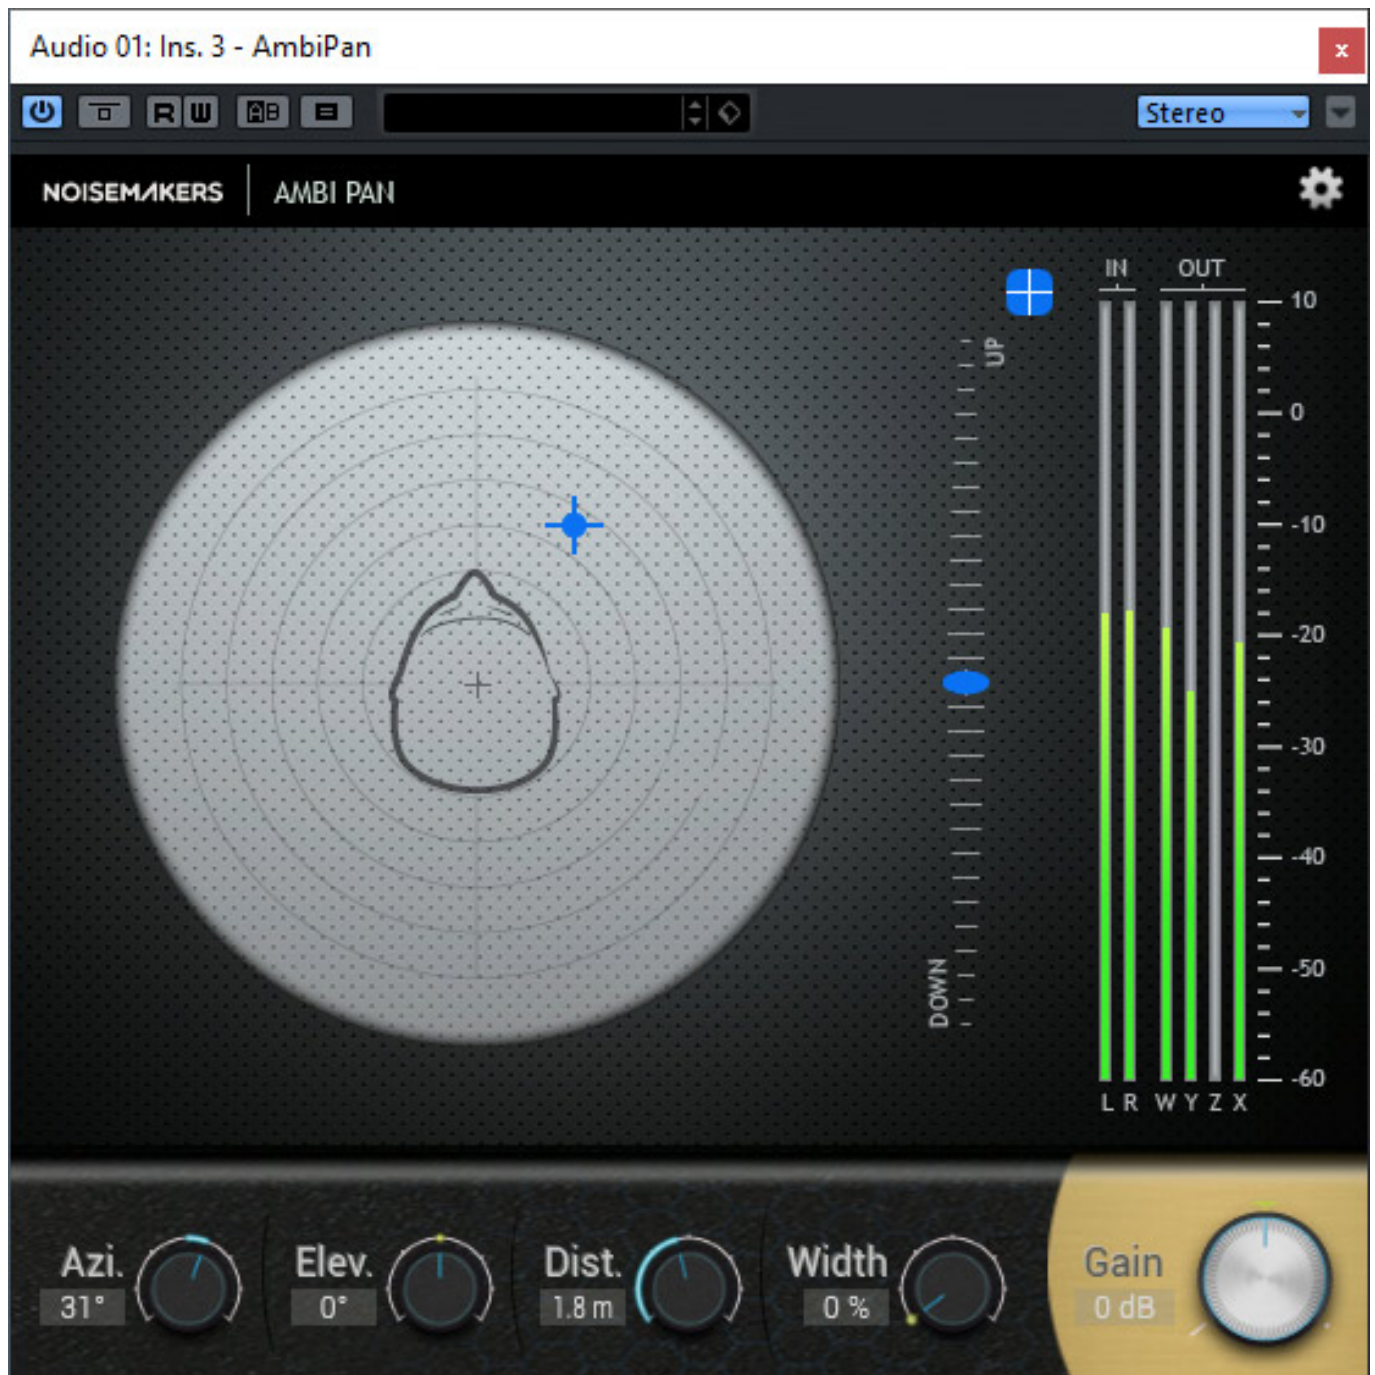 Audio 01: Ins. 3 - AmbiPan
x
R W AB Stereo
NOISEMAKERS AMBI PAN
IN OUT
UP
10
0
-10
-20
-30
-40
-50
-60
DOWN
L R W Y Z X
Azi. Elev. Dist. Width Gain
31° 0° 1.8 m 0 % 0 dB